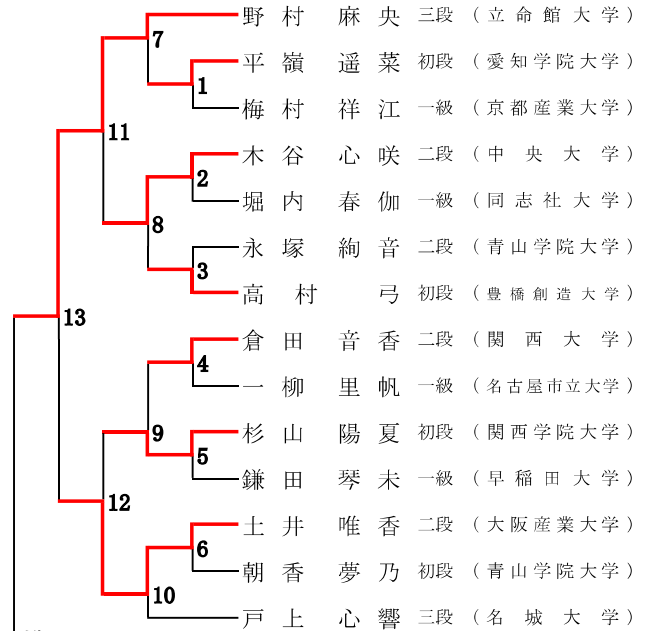 野村 麻央 三段 (立命館大学)
7
平嶺 遥菜 初段 (愛知学院大学)
1
梅村 祥江 一級 (京都産業大学)
11
木谷 心咲 二段 (中央大学)
2
堀内 春伽 一級 (同志社大学)
8
永塚 絢音 二段 (青山学院大学)
3
高村 弓 初段 (豊橋創造大学)
13
倉田 音香 二段 (関西大学)
4
一柳 里帆 一級 (名古屋市立大学)
9
杉山 陽夏 初段 (関西学院大学)
5
鎌田 琴未 一級 (早稲田大学)
12
土井 唯香 二段 (大阪産業大学)
6
朝香 夢乃 初段 (青山学院大学)
10
戸上 心響 三段 (名城大学)